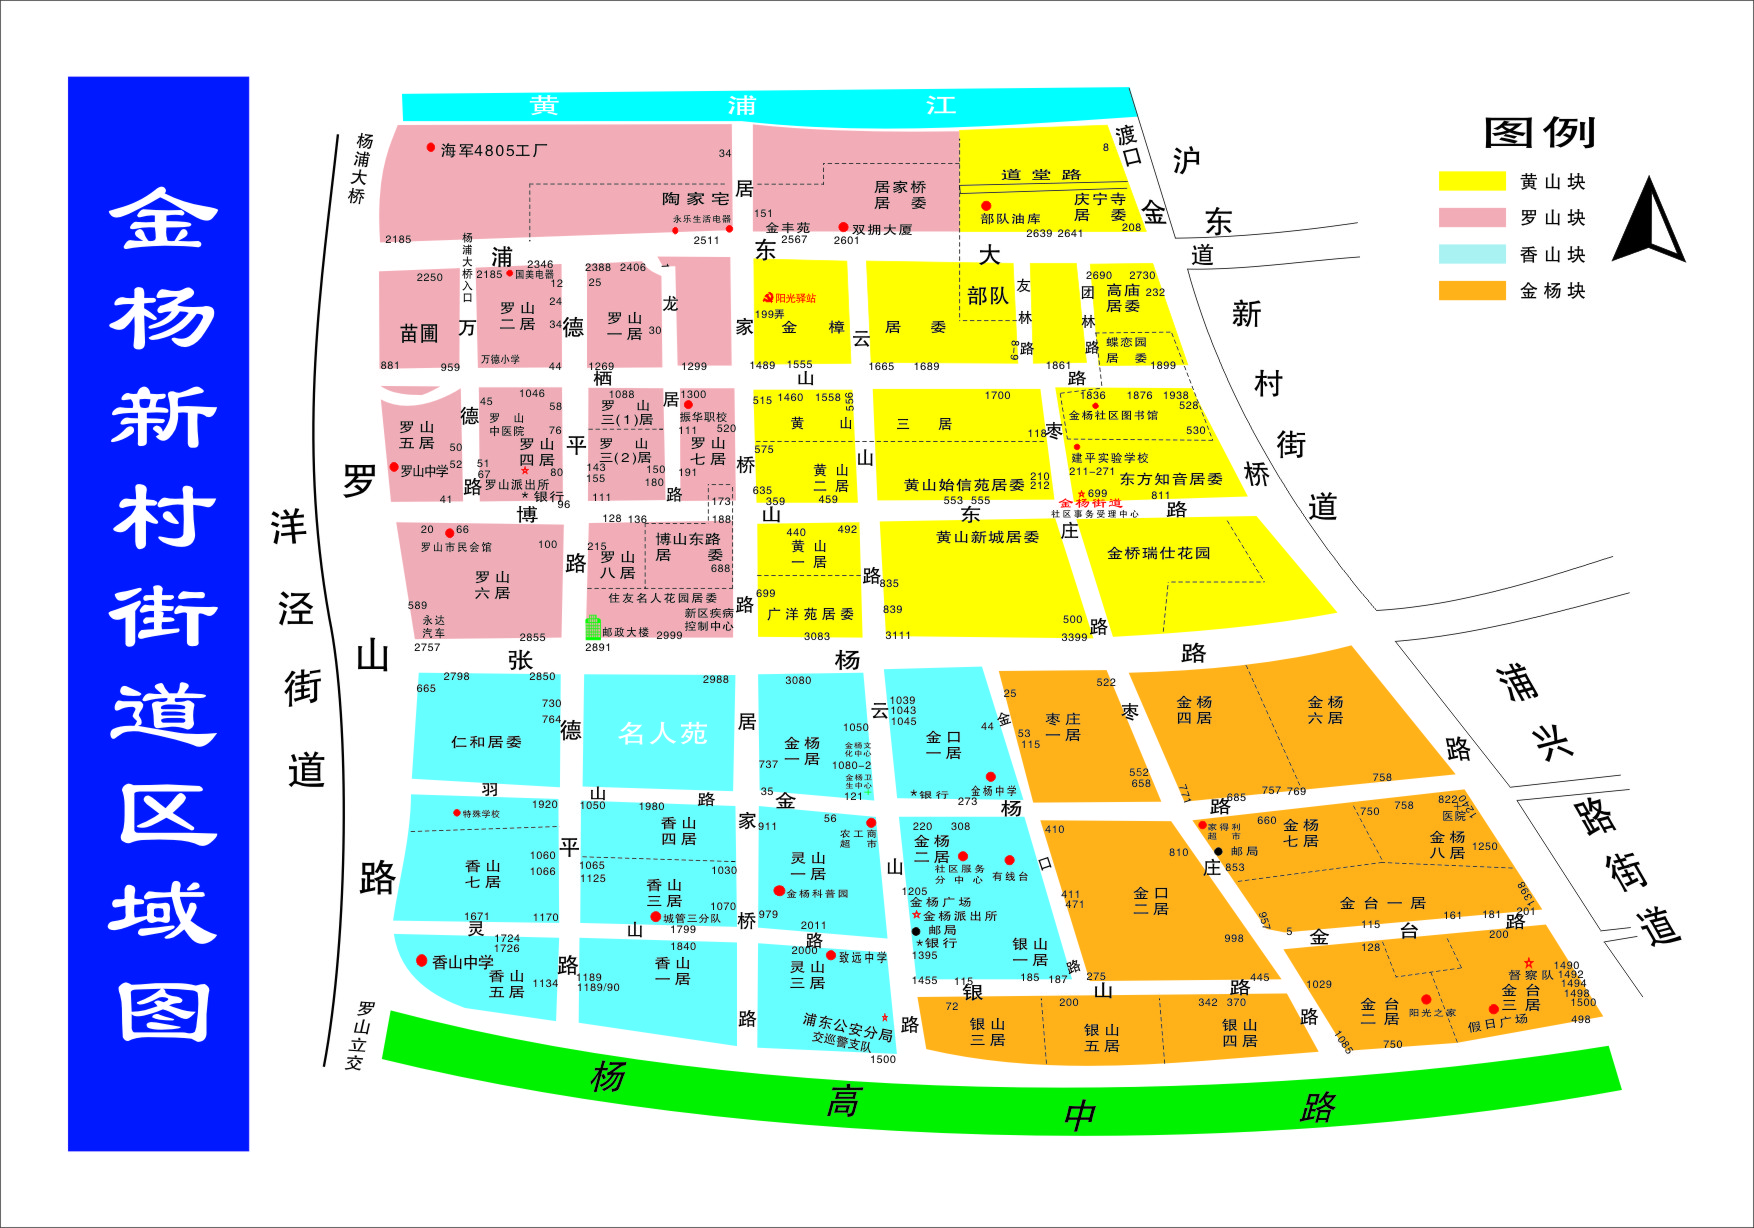 金杨新村街道区域图
图例
黄山块
罗山块
香山块
金杨块
黄浦江
杨浦大桥
海军4805工厂
34
陶家宅
永乐生活电器
2185
2511
居家桥路
151
金丰苑
2567
双拥大厦
2601
居家桥
居委
道堂路
8
渡口
部队油库
庆宁寺
居委
208
2639 2641
沪东新村街道
金桥路
浦东大道
杨浦大桥入口
2250
苗圃
881
959
2185
国美电器
2346
12
24
34
罗山
二居
万德小学
44
万德路
德平路
2388 2406
25
罗山
一居
30
1269
龙居路
1299
阳光驿站
199弄
金樟居委
1489 1555
1665 1689
云山路
部队
友林路
8-9
团林路
2690 2730
高庙
居委
232
蝶恋园
居委
1861
1899
栖山路
罗山
五居
50
52
罗山中学
41
45
1046
58
罗山
中医院
76
罗山
四居
51
67
80
罗山派出所
*银行
96
1088
罗山
三(1)居
罗山
三(2)居
143
155
150
180
111
1300
振华职校
111
520
罗山
七居
191
173
188
515 1460 1558
556
黄山三居
575
黄山
二居
635
359
459
1700
118
黄山始信苑居委
210
212
553 555
枣庄路
1836 1876 1938
528
金杨社区图书馆
530
建平实验学校
211-271
东方知音居委
699
811
金杨街道
社区事务受理中心
博山东路
20
66
罗山市民会馆
100
罗山
六居
589
永达
汽车
2757
2855
128 136
215
罗山
八居
博山东路
居委
688
住友名人花园居委
新区疾病
控制中心
邮政大楼
2999
2891
440
492
黄山
一居
699
广洋苑居委
3083
835
839
3111
黄山新城居委
500
3399
金桥瑞仕花园
罗山路
洋泾街道
张杨路
2798
2850
665
730
764
仁和居委
2988
名人苑
3080
1050
金杨
一居
金杨文
化中心
1080-2
金杨卫
生中心
737
35
121
1039
1043
1045
44
金口
一居
*银行
273
金杨中学
金口路
25
53
115
枣庄
一居
522
552
658
金杨
四居
金杨
六居
771
685
757 769
758
浦兴路街道
羽山路
特殊学校
1920
香山
七居
1060
1066
1671
1170
1050
1980
香山
四居
1065
1125
1030
香山
三居
1070
城管三分队
1799
911
56
农工商
超市
灵山
一居
金杨科普园
979
2011
金杨路
220
308
金杨
二居
社区服务
分中心
有线台
1205
金杨广场
金杨派出所
邮局
*银行
1395
银山
一居
1455
115
185 187
410
810
411
471
金口
二居
998
275
445
家得利
超市
邮局
853
660
金杨
七居
750
758
822
1240
医院
金杨
八居
1250
1398
957
金台一居
5
115
161
181
201
金台路
灵山路
1724
1726
香山中学
香山
五居
1134
1189
1189/90
1840
香山
一居
2000
灵山
三居
致远中学
浦东公安分局
交巡警支队
1500
银山路
72
银山
三居
200
银山
五居
342 370
银山
四居
128
200
1029
金台
二居
阳光之家
督察队
金台
三居
假日广场
1490
1492
1494
1498
1500
498
1085
750
罗山立交
杨高中路